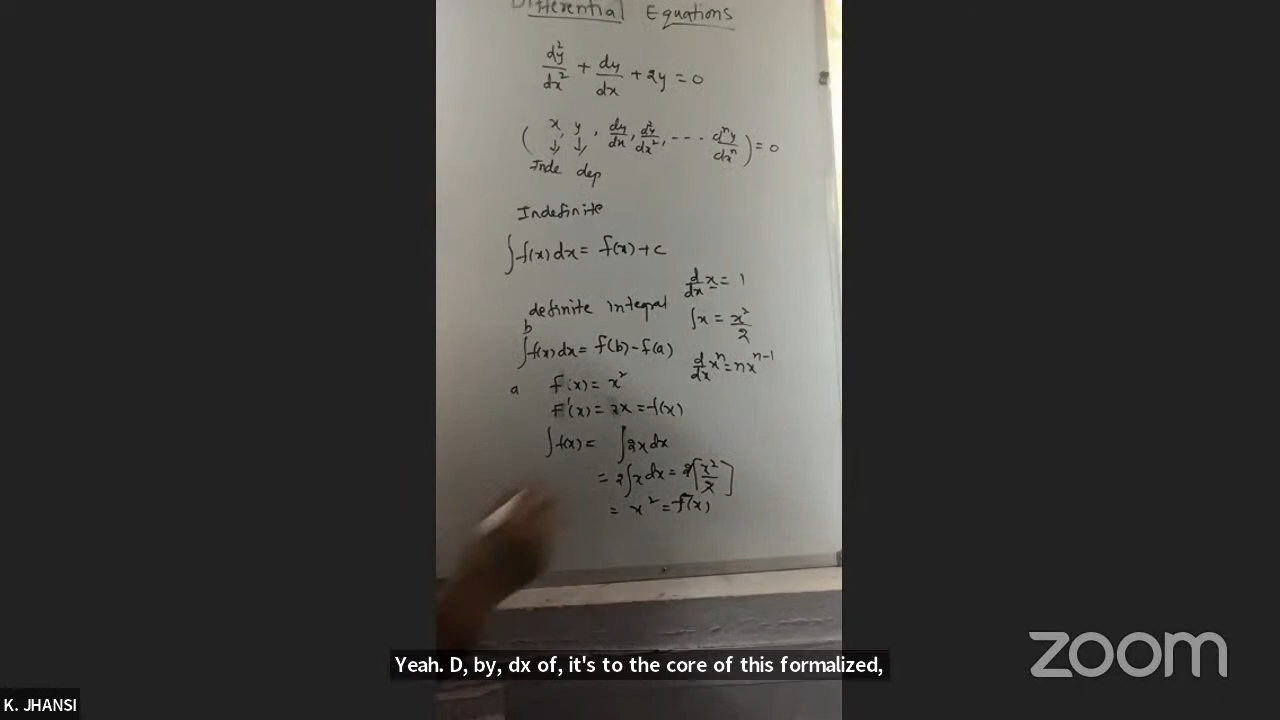 Differential Equations
d²y/dx² + dy/dx + 2y = 0
(x, y, dy/dx, d²y/dx², ---- dⁿy/dxⁿ) = 0
↓ ↓
Inde dep
Indefinite
∫f(x)dx = f(x)+c
d/dx x = 1
definite integral
∫x = x²/2
b
∫f(x)dx = f(b)-f(a)
a
d/dx xⁿ = nxⁿ⁻¹
F(x) = x²
F'(x) = 2x = f(x)
∫f(x) = ∫2x dx
= 2∫x dx = 2[x²/2]
= x² = F(x)
Yeah. D, by, dx of, it's to the core of this formalized,
zoom
K. JHANSI